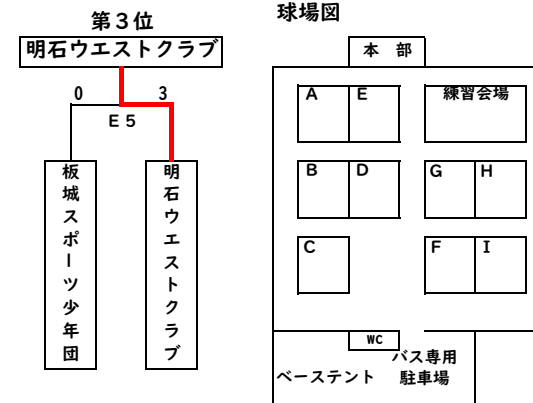 第３位
明石ウエストクラブ
0 3
E 5
板城スポーツ少年団
明石ウエストクラブ
球場図
本 部
A E 練習会場
B D G H
C F I
WC
バス専用
ベーステント 駐車場